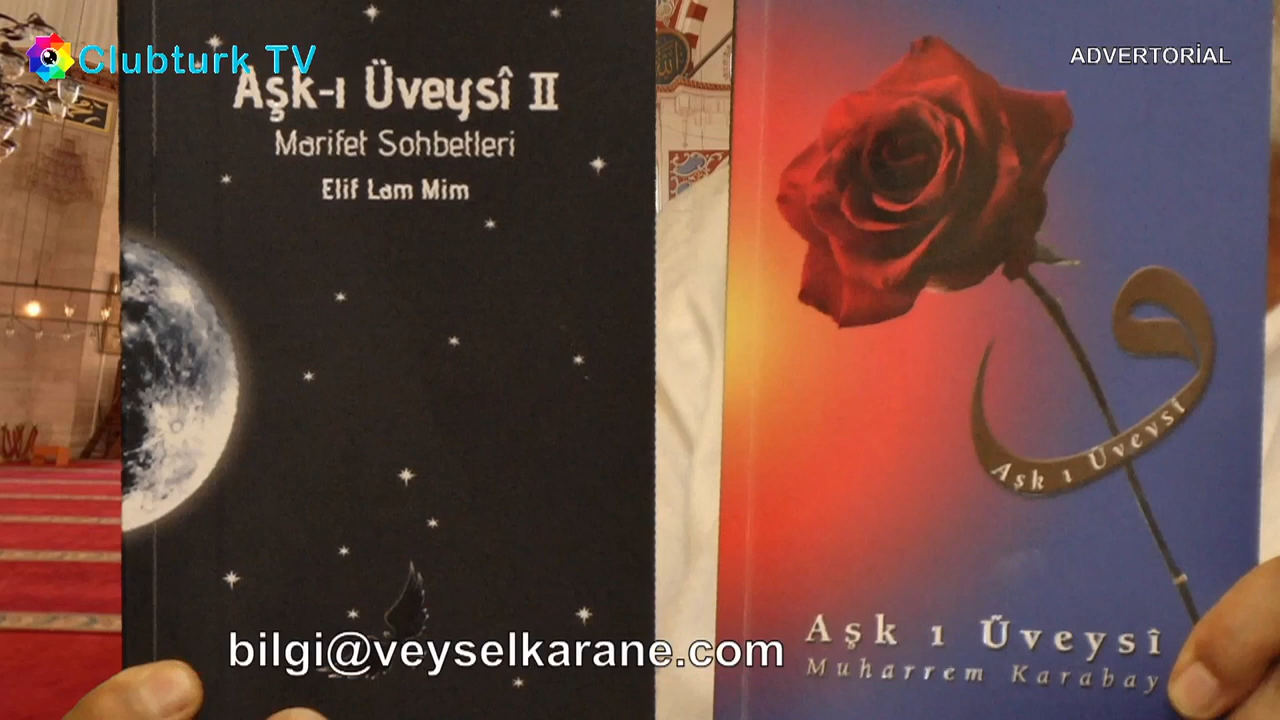 Clubturk TV
ADVERTORİAL
Aşk-ı Üveysî II
Marifet Sohbetleri
Elif Lam Mim
و
Aşk ı Üveysî
Aşk ı Üveysî
Muharrem Karabay
bilgi@veyselkarane.com